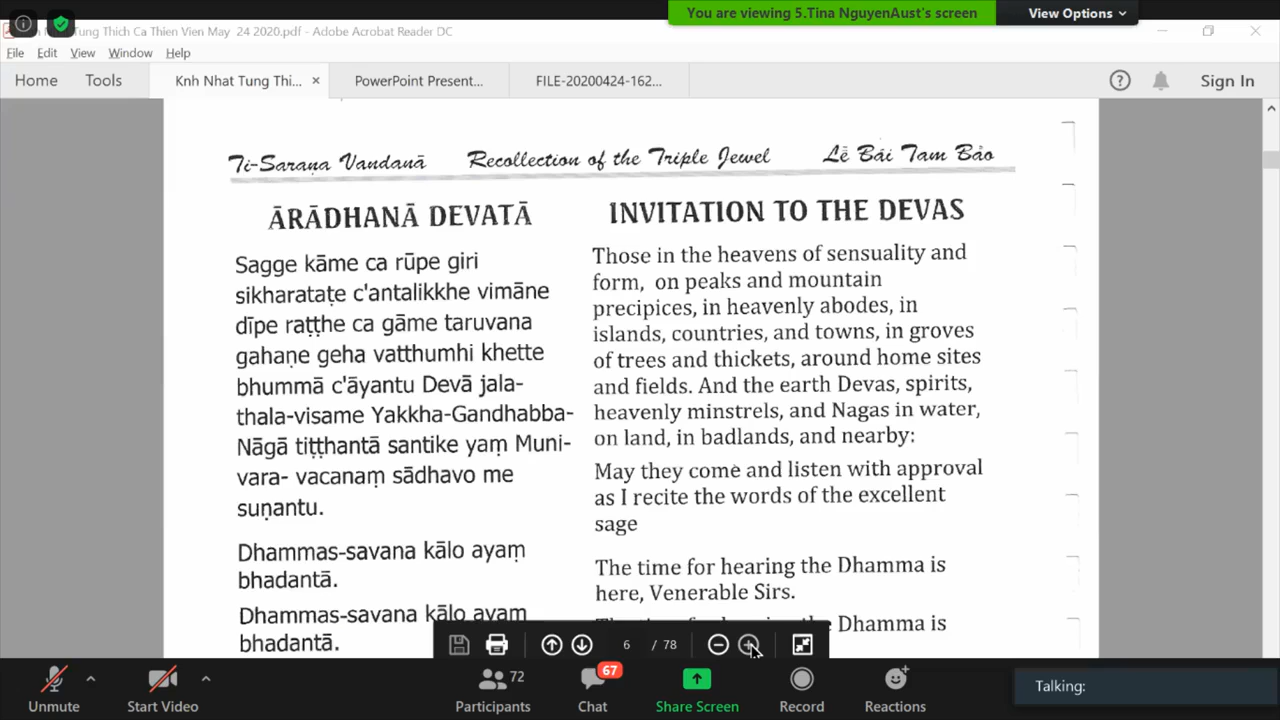 You are viewing 5.Tina NguyenAust's screen
View Options
Tung Thich Ca Thien Vien May 24 2020.pdf - Adobe Acrobat Reader DC
File Edit View Window Help
Home Tools Knh Nhat Tung Thi... × PowerPoint Present... FILE-20200424-162... Sign In
Ti-Saraṇa Vandanā Recollection of the Triple Jewel Lễ Bái Tam Bảo
ĀRĀDHANĀ DEVATĀ
Sagge kāme ca rūpe giri
sikharataṭe c'antalikkhe vimāne
dīpe raṭṭhe ca gāme taruvana
gahaṇe geha vatthumhi khette
bhummā c'āyantu Devā jala-
thala-visame Yakkha-Gandhabba-
Nāgā tiṭṭhantā santike yaṃ Muni-
vara- vacanaṃ sādhavo me
suṇantu.
Dhammas-savana kālo ayaṃ
bhadantā.
Dhammas-savana kālo ayaṃ
bhadantā.
INVITATION TO THE DEVAS
Those in the heavens of sensuality and
form, on peaks and mountain
precipices, in heavenly abodes, in
islands, countries, and towns, in groves
of trees and thickets, around home sites
and fields. And the earth Devas, spirits,
heavenly minstrels, and Nagas in water,
on land, in badlands, and nearby:
May they come and listen with approval
as I recite the words of the excellent
sage
The time for hearing the Dhamma is
here, Venerable Sirs.
the Dhamma is
6 / 78
Unmute Start Video Participants 72 Chat 67 Share Screen Record Reactions
Talking: